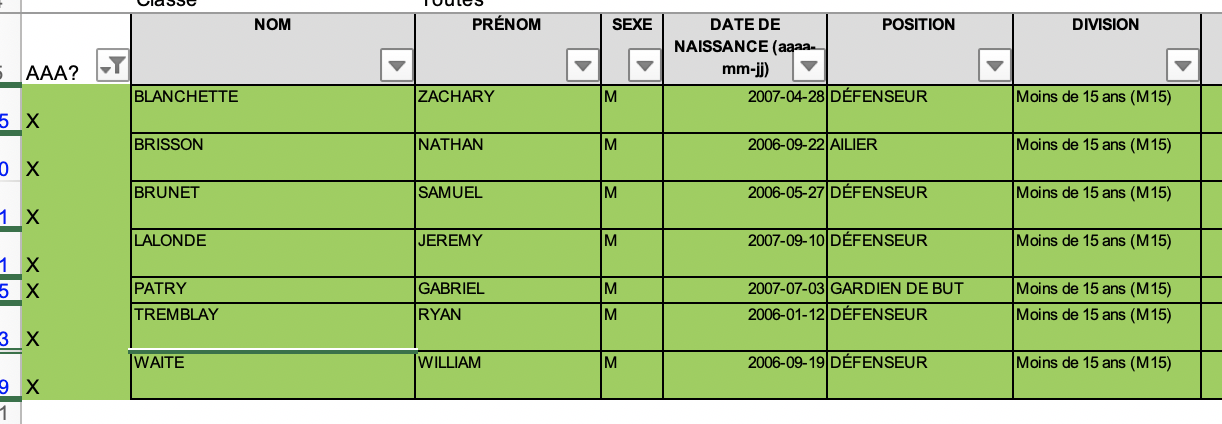 Classe Toutes
AAA? NOM PRÉNOM SEXE DATE DE NAISSANCE (aaaa-mm-jj) POSITION DIVISION
5 X BLANCHETTE ZACHARY M 2007-04-28 DÉFENSEUR Moins de 15 ans (M15)
0 X BRISSON NATHAN M 2006-09-22 AILIER Moins de 15 ans (M15)
1 X BRUNET SAMUEL M 2006-05-27 DÉFENSEUR Moins de 15 ans (M15)
1 X LALONDE JEREMY M 2007-09-10 DÉFENSEUR Moins de 15 ans (M15)
5 X PATRY GABRIEL M 2007-07-03 GARDIEN DE BUT Moins de 15 ans (M15)
3 X TREMBLAY RYAN M 2006-01-12 DÉFENSEUR Moins de 15 ans (M15)
9 X WAITE WILLIAM M 2006-09-19 DÉFENSEUR Moins de 15 ans (M15)
1